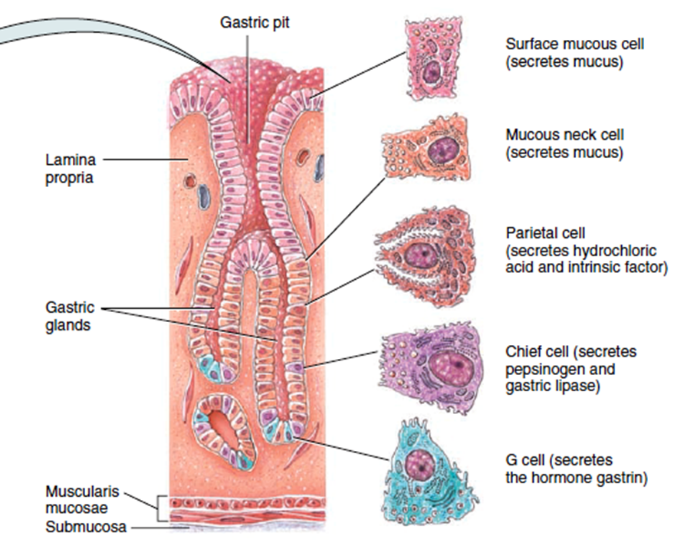 Gastric pit
Surface mucous cell
(secretes mucus)
Mucous neck cell
(secretes mucus)
Lamina
propria
Parietal cell
(secretes hydrochloric
acid and intrinsic factor)
Gastric
glands
Chief cell (secretes
pepsinogen and
gastric lipase)
G cell (secretes
the hormone gastrin)
Muscularis
mucosae
Submucosa